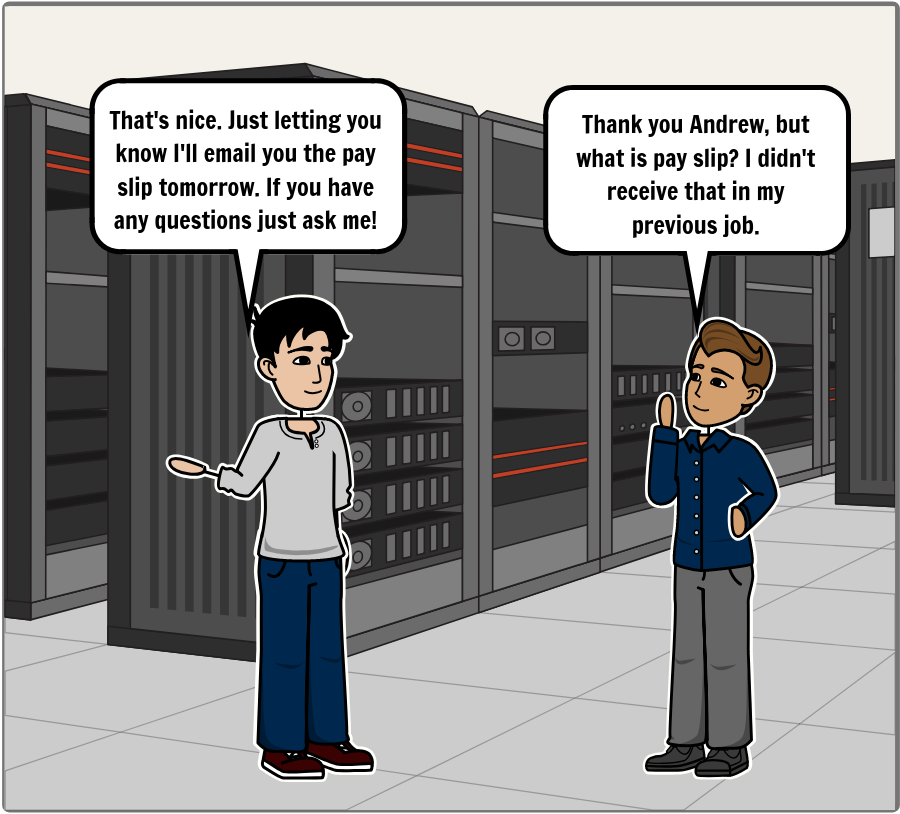 That's nice. Just letting you
know I'll email you the pay
slip tomorrow. If you have
any questions just ask me!
Thank you Andrew, but
what is pay slip? I didn't
receive that in my
previous job.